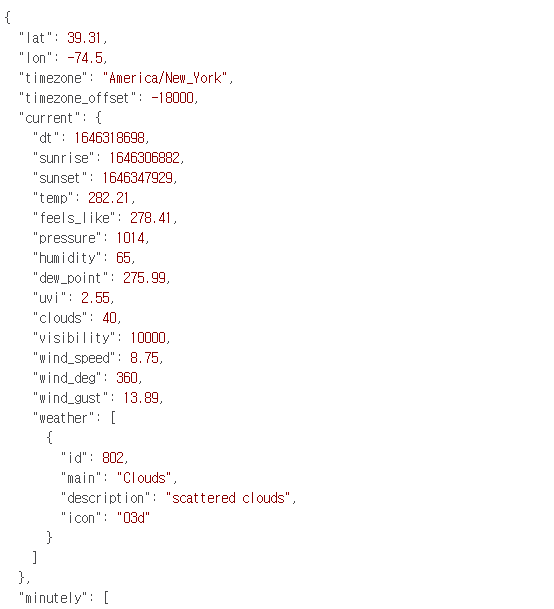 {
  "lat": 39.31,
  "lon": -74.5,
  "timezone": "America/New_York",
  "timezone_offset": -18000,
  "current": {
    "dt": 1646318698,
    "sunrise": 1646306882,
    "sunset": 1646347929,
    "temp": 282.21,
    "feels_like": 278.41,
    "pressure": 1014,
    "humidity": 65,
    "dew_point": 275.99,
    "uvi": 2.55,
    "clouds": 40,
    "visibility": 10000,
    "wind_speed": 8.75,
    "wind_deg": 360,
    "wind_gust": 13.89,
    "weather": [
      {
        "id": 802,
        "main": "Clouds",
        "description": "scattered clouds",
        "icon": "03d"
      }
    ]
  },
  "minutely": [